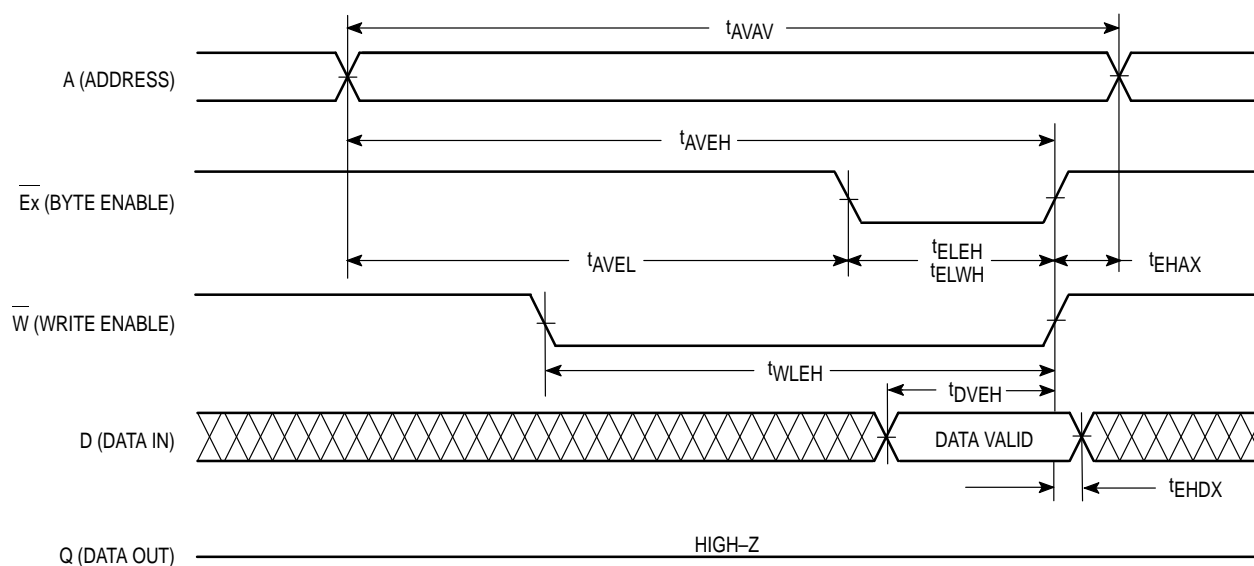 tAVAV
A (ADDRESS)
tAVEH
Ex (BYTE ENABLE)
tAVEL
tELEH
tELWH
tEHAX
W (WRITE ENABLE)
tWLEH
tDVEH
D (DATA IN)
DATA VALID
tEHDX
HIGH–Z
Q (DATA OUT)